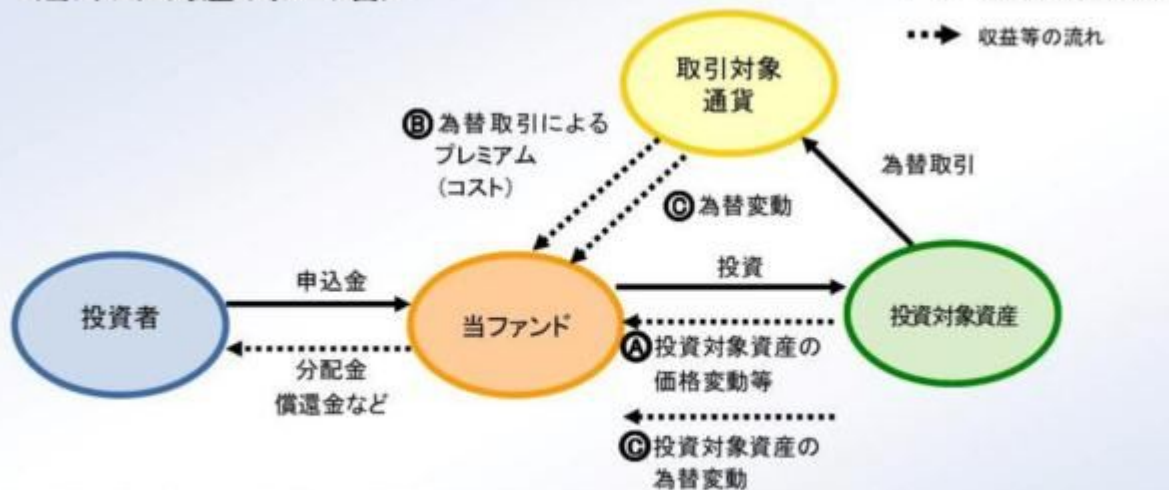 収益等の流れ
取引対象
通貨
Ⓑ為替取引による
プレミアム
(コスト)
為替取引
Ⓒ為替変動
申込金
投資
投資者
当ファンド
投資対象資産
分配金
償還金など
Ⓐ投資対象資産の
価格変動等
Ⓒ投資対象資産の
為替変動